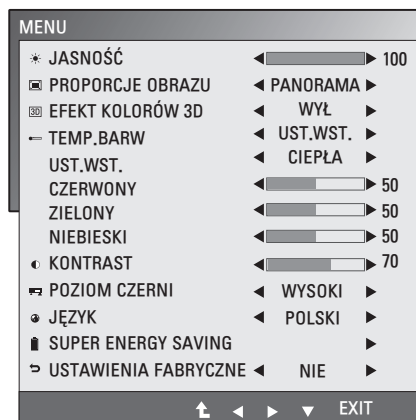 MENU
JASNOŚĆ 100
PROPORCJE OBRAZU PANORAMA
3D EFEKT KOLORÓW 3D WYŁ
TEMP.BARW UST.WST.
UST.WST. CIEPŁA
CZERWONY 50
ZIELONY 50
NIEBIESKI 50
KONTRAST 70
POZIOM CZERNI WYSOKI
JĘZYK POLSKI
SUPER ENERGY SAVING
USTAWIENIA FABRYCZNE NIE
EXIT